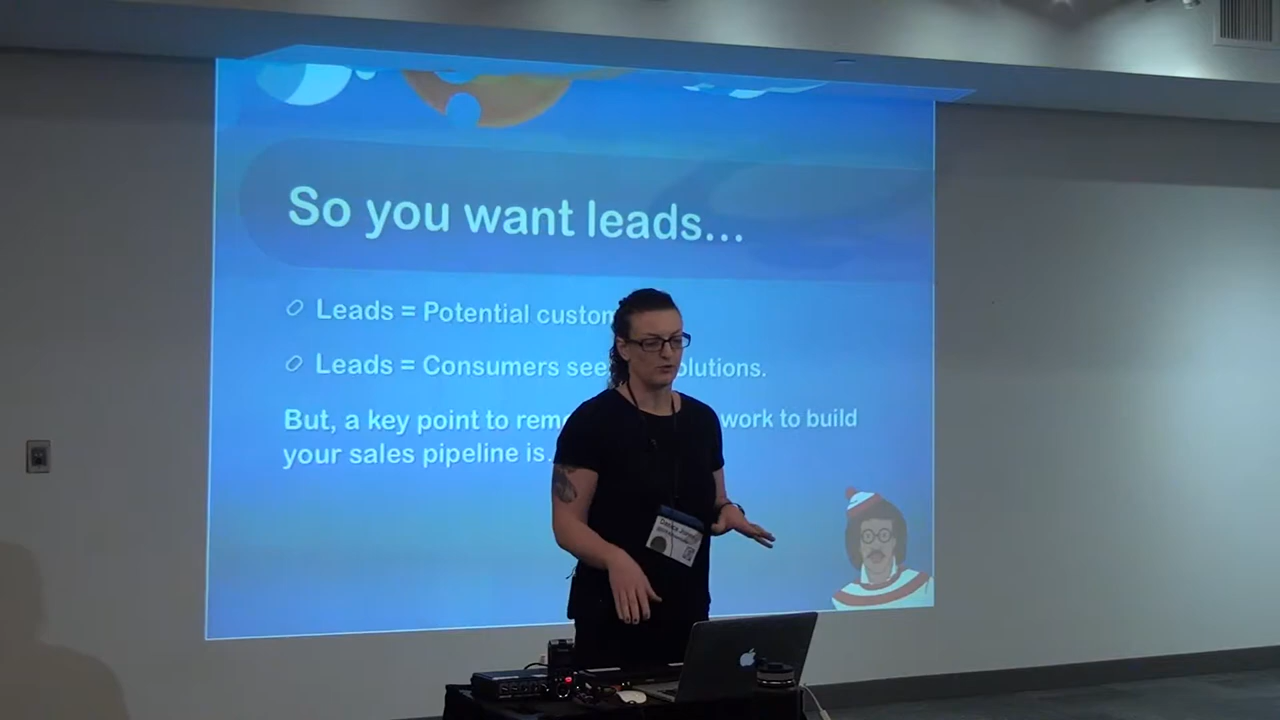 So you want leads...
Leads = Potential custom
Leads = Consumers see olutions.
But, a key point to rem work to build
your sales pipeline is.